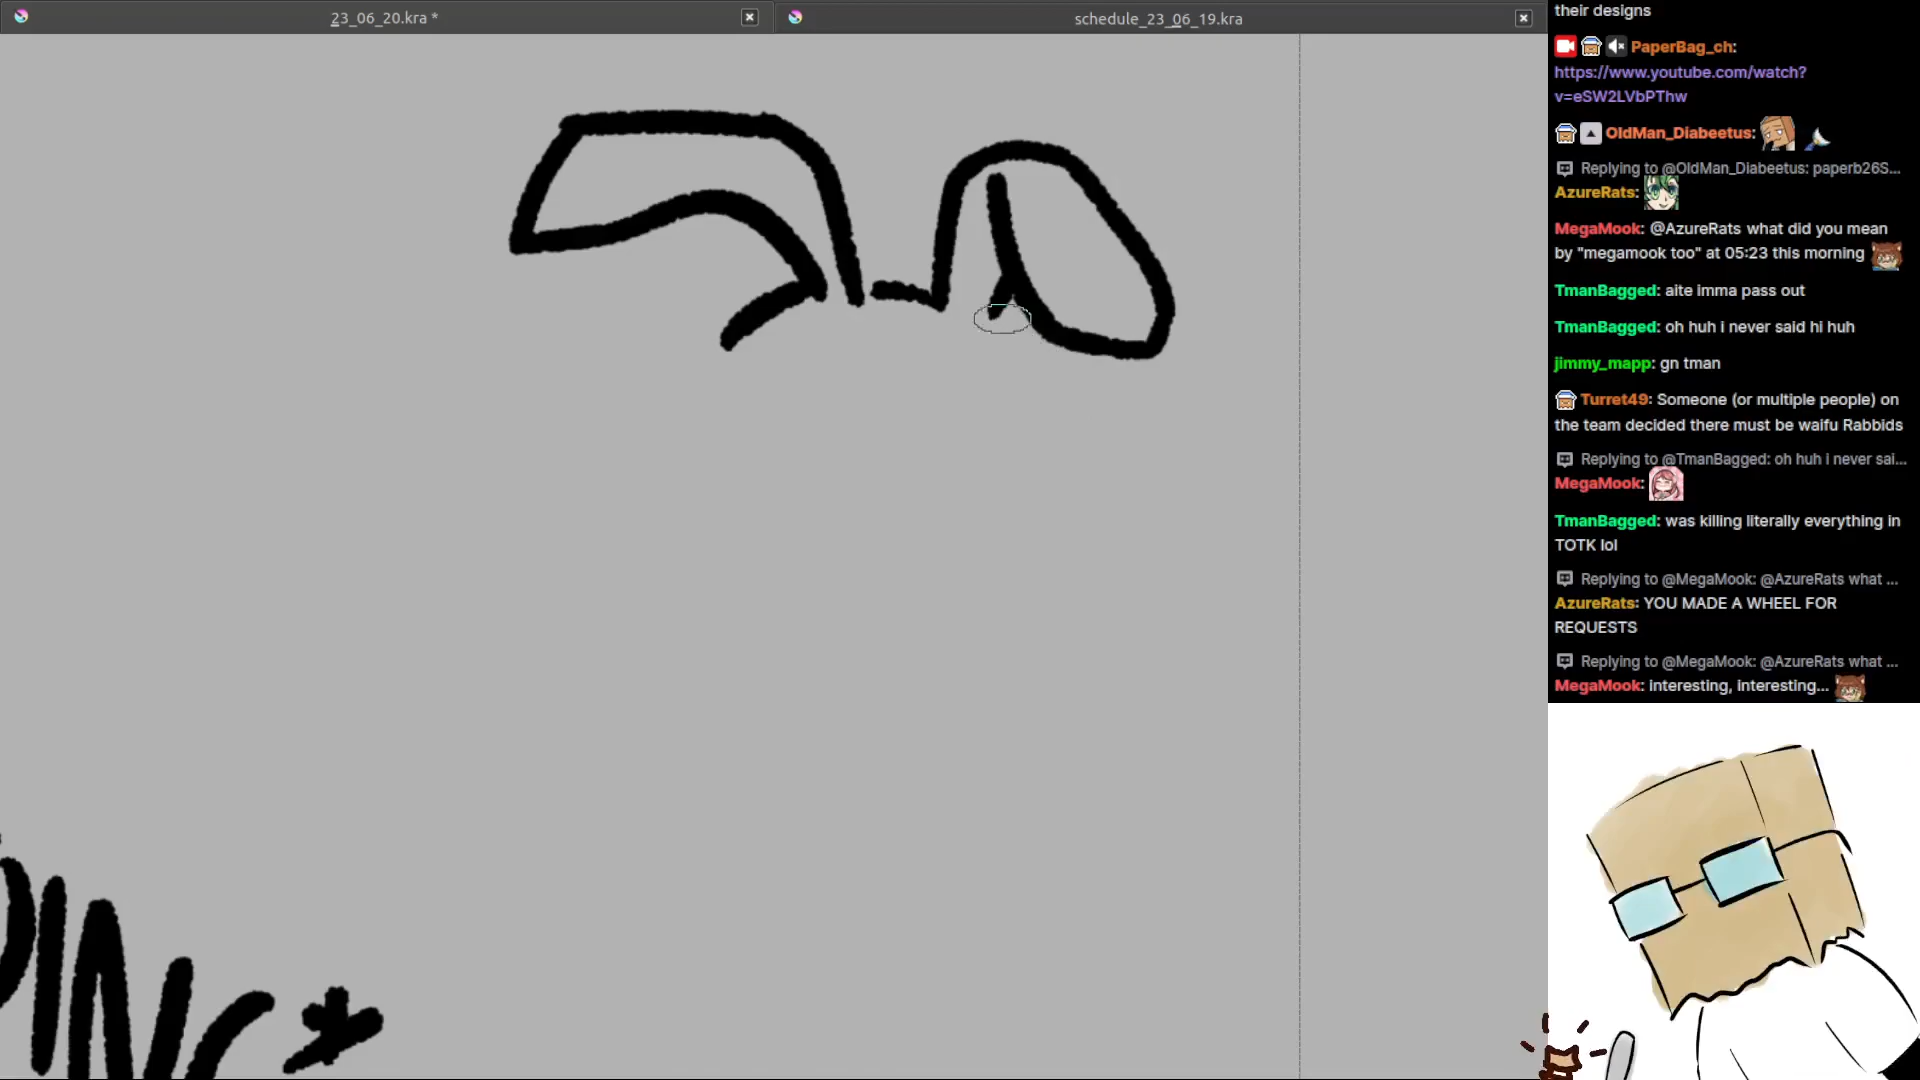 23_06_20.kra *
schedule_23_06_19.kra
their designs
PaperBag_ch:
https://www.youtube.com/watch?
v=eSW2LVbPThw
OldMan_Diabeetus:
Replying to @OldMan_Diabeetus: paperb26S...
AzureRats:
MegaMook: @AzureRats what did you mean
by "megamook too" at 05:23 this morning
TmanBagged: aite imma pass out
TmanBagged: oh huh i never said hi huh
jimmy_mapp: gn tman
Turret49: Someone (or multiple people) on
the team decided there must be waifu Rabbids
Replying to @TmanBagged: oh huh i never sai...
MegaMook:
TmanBagged: was killing literally everything in
TOTK lol
Replying to @MegaMook: @AzureRats what ...
AzureRats: YOU MADE A WHEEL FOR
REQUESTS
Replying to @MegaMook: @AzureRats what ...
MegaMook: interesting, interesting...